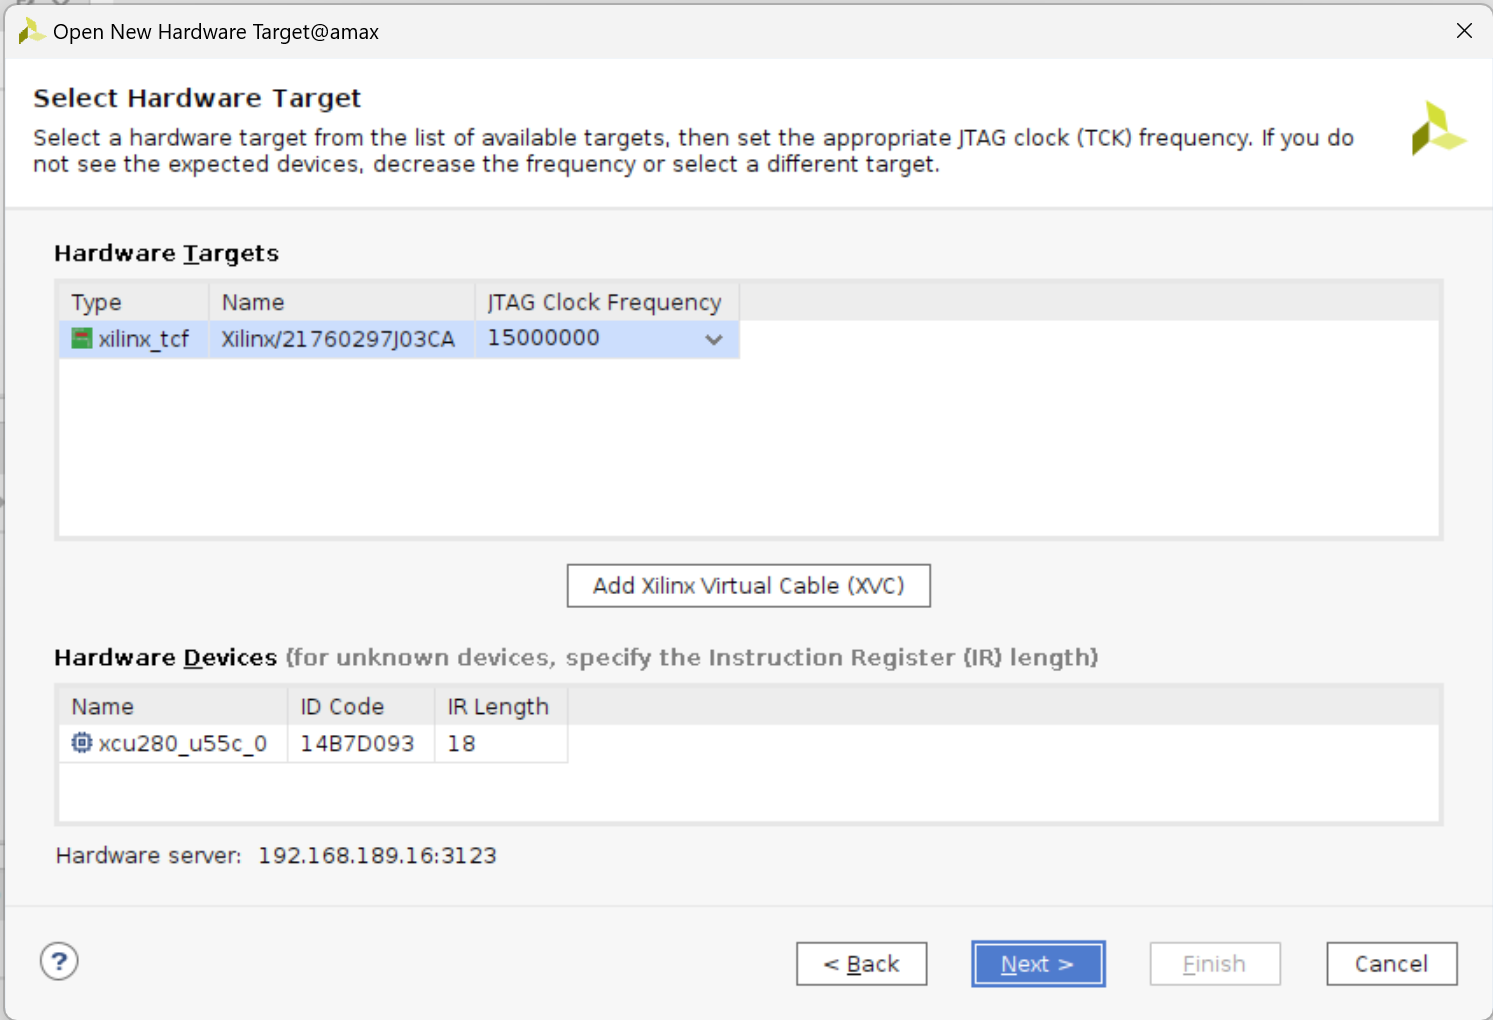 Open New Hardware Target@amax
Select Hardware Target
Select a hardware target from the list of available targets, then set the appropriate JTAG clock (TCK) frequency. If you do
not see the expected devices, decrease the frequency or select a different target.
Hardware Targets
Type Name JTAG Clock Frequency
xilinx_tcf Xilinx/21760297J03CA 15000000
Add Xilinx Virtual Cable (XVC)
Hardware Devices (for unknown devices, specify the Instruction Register (IR) length)
Name ID Code IR Length
xcu280_u55c_0 14B7D093 18
Hardware server: 192.168.189.16:3123
? < Back Next > Finish Cancel